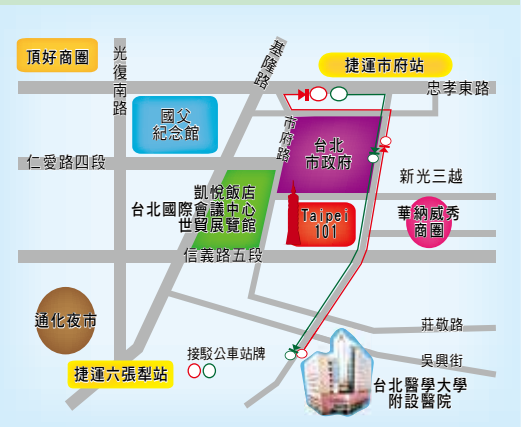 頂好商圈
光復南路
基隆路
捷運市府站
忠孝東路
國父
紀念館
市府路
台北
市政府
仁愛路四段
新光三越
凱悅飯店
台北國際會議中心
世貿展覽館
Taipei
101
華納威秀
商圈
信義路五段
通化夜市
莊敬路
接駁公車站牌
吳興街
捷運六張犁站
台北醫學大學
附設醫院